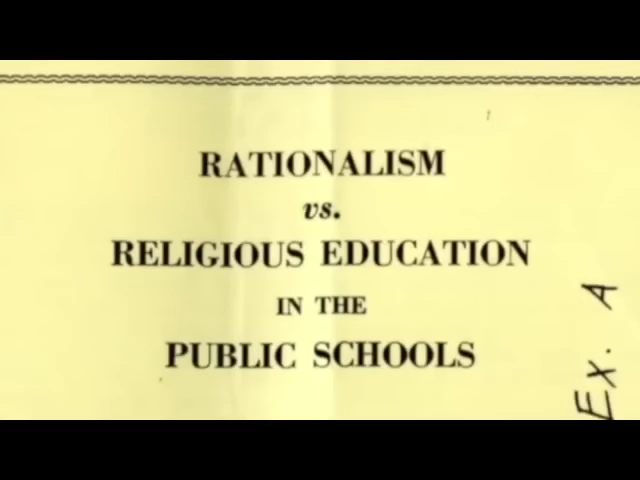 RATIONALISM
vs.
RELIGIOUS EDUCATION
IN THE
PUBLIC SCHOOLS
Ex. A